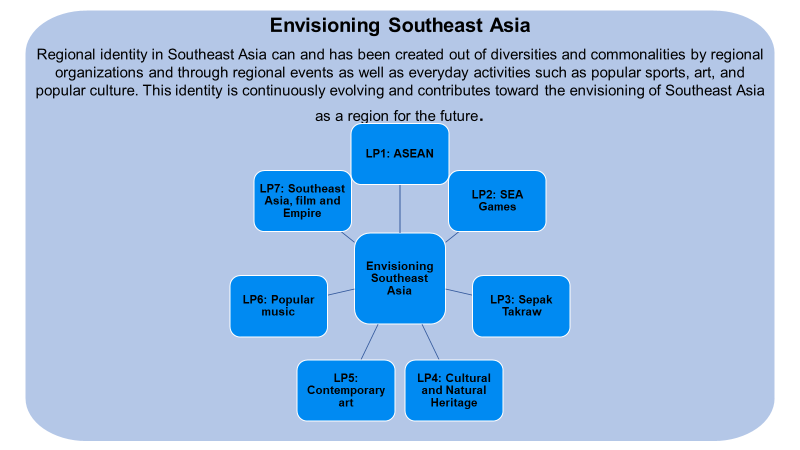 Envisioning Southeast Asia
Regional identity in Southeast Asia can and has been created out of diversities and commonalities by regional
organizations and through regional events as well as everyday activities such as popular sports, art, and
popular culture. This identity is continuously evolving and contributes toward the envisioning of Southeast Asia
as a region for the future.
LP1: ASEAN
LP2: SEA
Games
LP3: Sepak
Takraw
LP4: Cultural
and Natural
Heritage
LP5:
Contemporary
art
LP6: Popular
music
LP7: Southeast
Asia, film and
Empire
Envisioning
Southeast
Asia